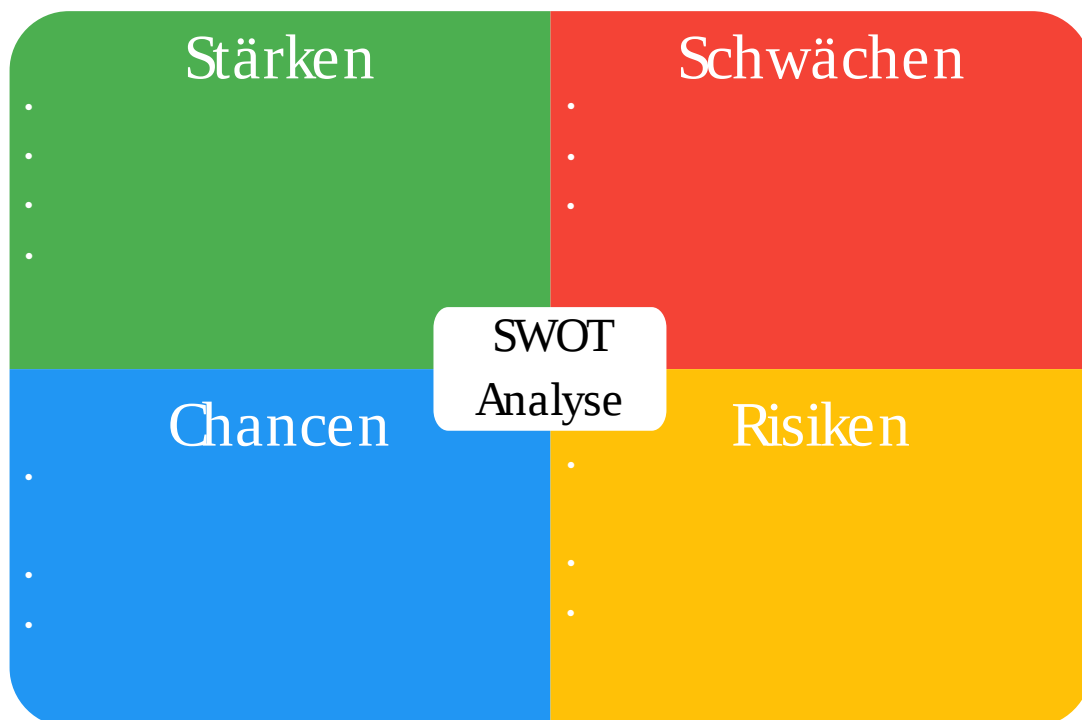 Stärken
Schwächen
SWOT
Analyse
Chancen
Risiken